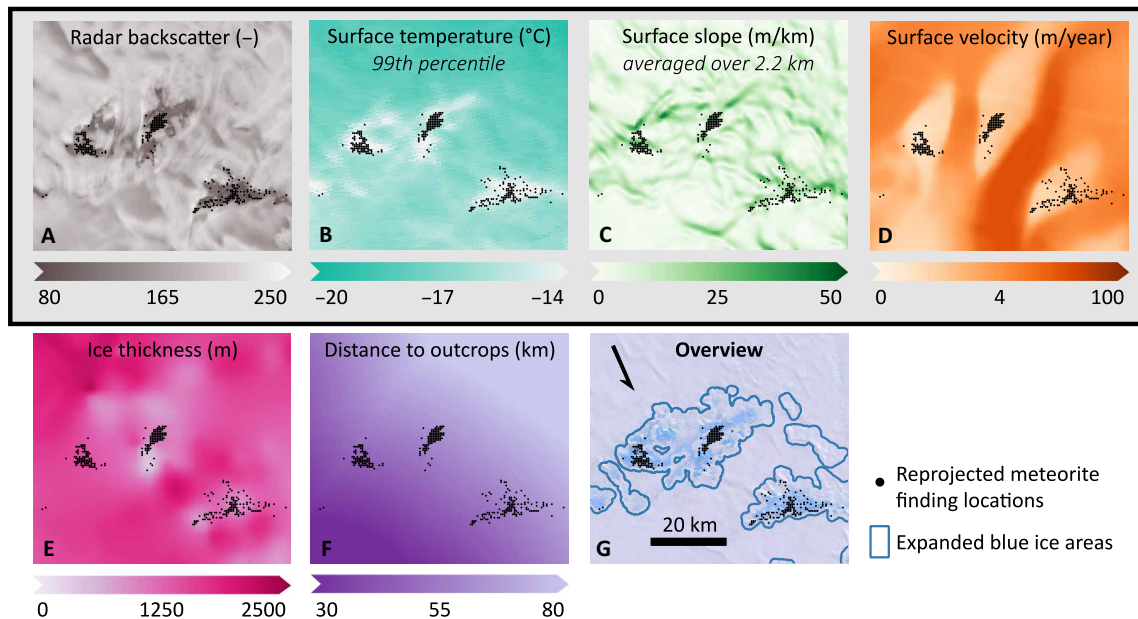 Radar backscatter (−)
A
80 165 250
Surface temperature (°C)
99th percentile
B
−20 −17 −14
Surface slope (m/km)
averaged over 2.2 km
C
0 25 50
Surface velocity (m/year)
D
0 4 100
Ice thickness (m)
E
0 1250 2500
Distance to outcrops (km)
F
30 55 80
Overview
20 km
G
Reprojected meteorite
finding locations
Expanded blue ice areas